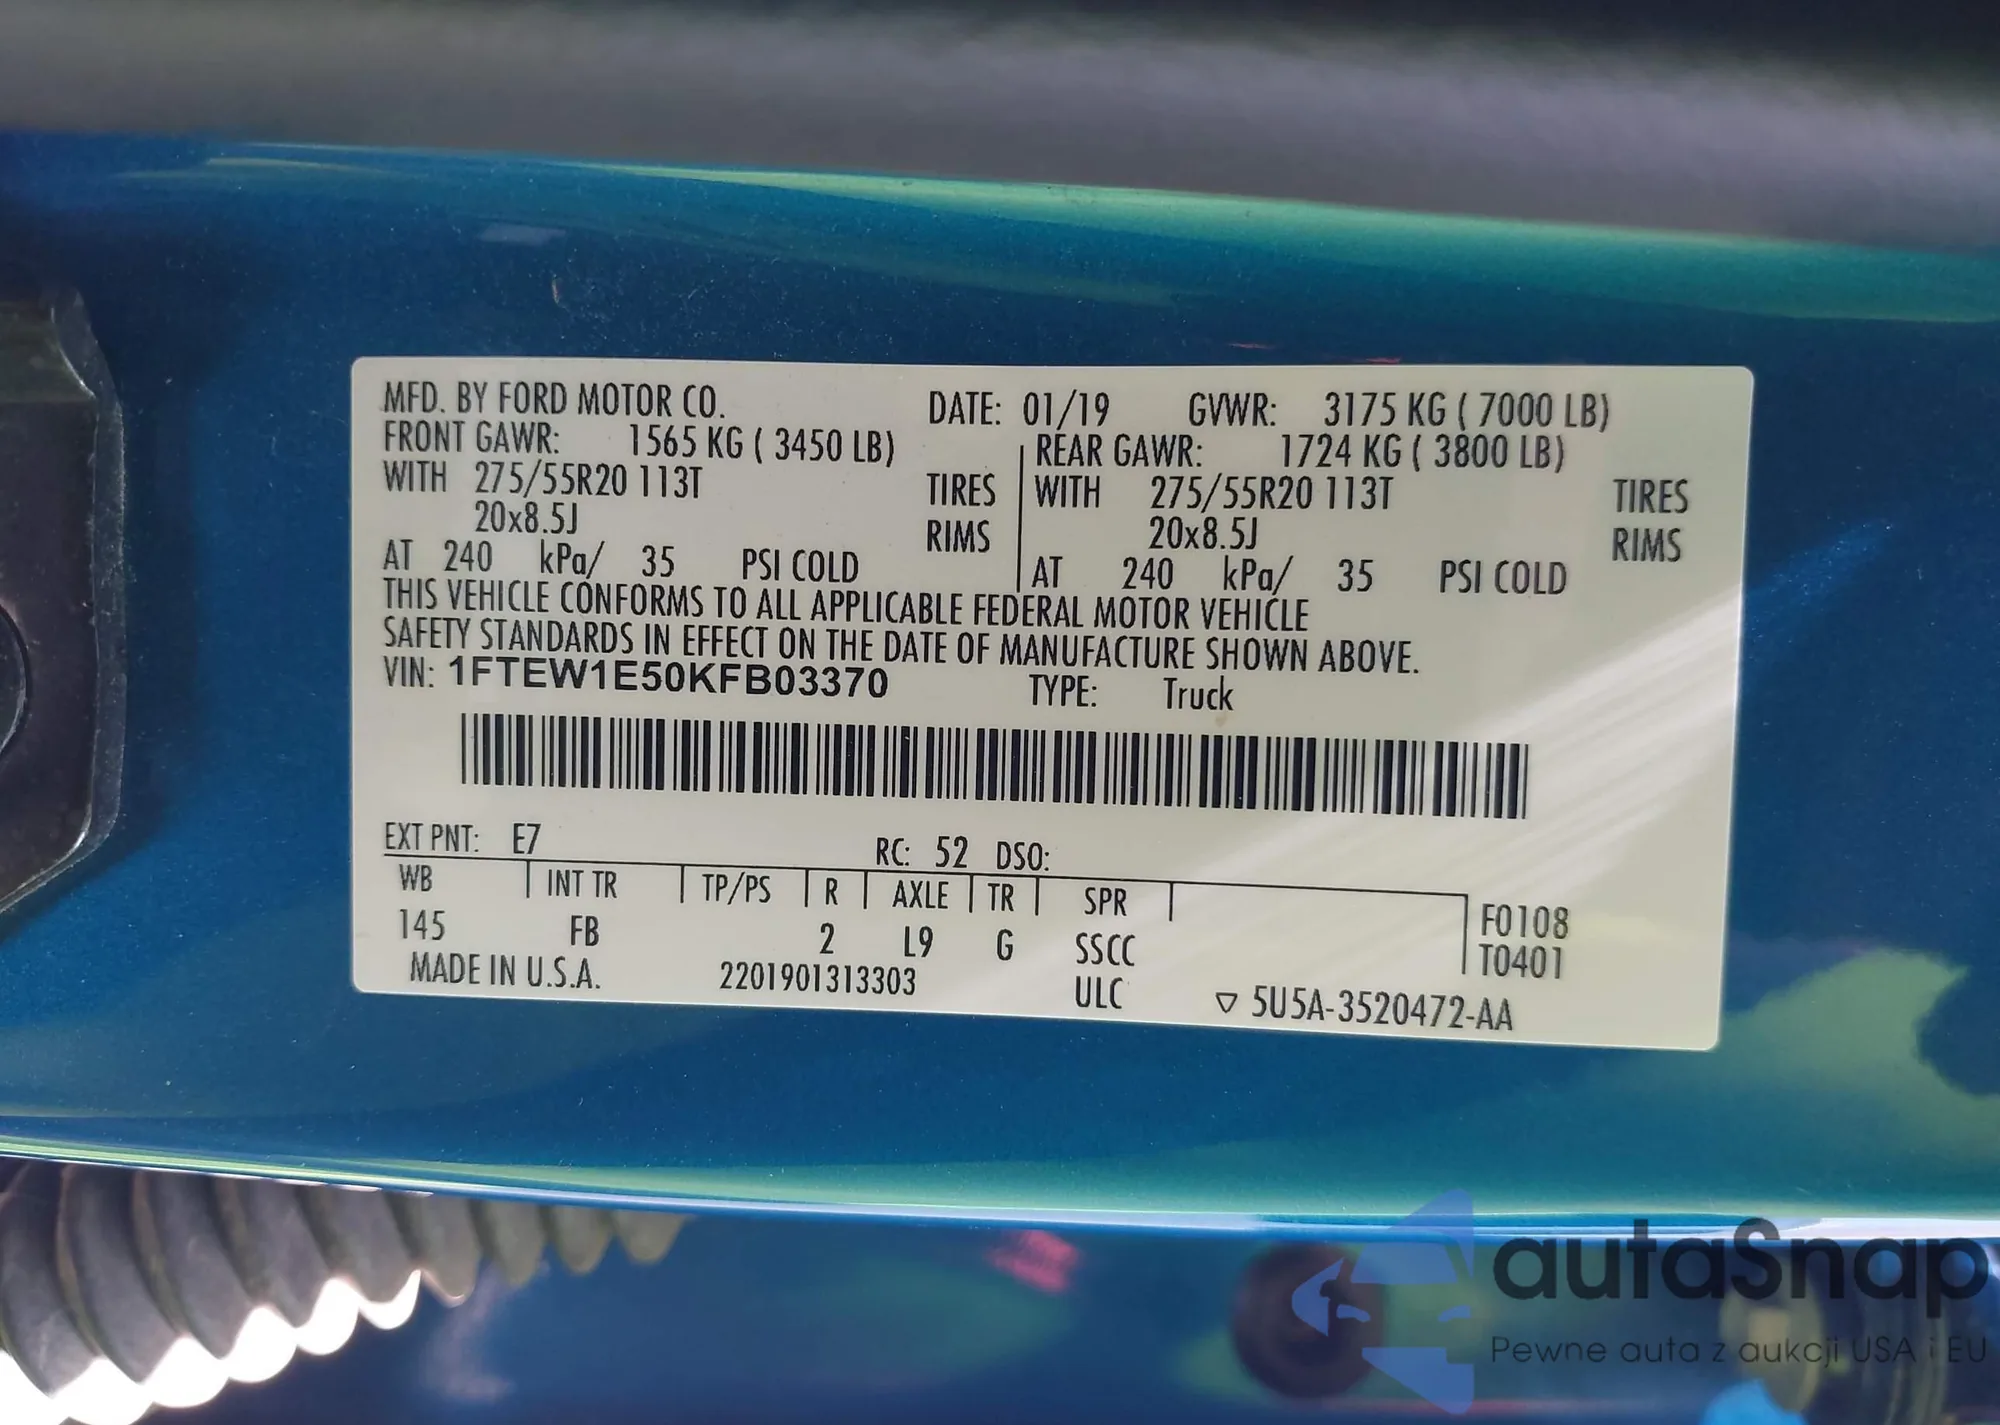 MFD. BY FORD MOTOR CO. DATE: 01/19 GVWR: 3175 KG ( 7000 LB)
FRONT GAWR: 1565 KG ( 3450 LB) REAR GAWR: 1724 KG ( 3800 LB)
WITH 275/55R20 113T TIRES WITH 275/55R20 113T TIRES
20x8.5J RIMS 20x8.5J RIMS
AT 240 kPa/ 35 PSI COLD AT 240 kPa/ 35 PSI COLD
THIS VEHICLE CONFORMS TO ALL APPLICABLE FEDERAL MOTOR VEHICLE
SAFETY STANDARDS IN EFFECT ON THE DATE OF MANUFACTURE SHOWN ABOVE.
VIN: 1FTEW1E50KFB03370 TYPE: Truck
EXT PNT: E7 RC: 52 DSO:
WB INT TR TP/PS R AXLE TR SPR F0108
145 FB 2 L9 G SSCC T0401
MADE IN U.S.A. 2201901313303 ULC ▽ 5U5A-3520472-AA
autaSnap
Pewne auta z aukcji USA i EU